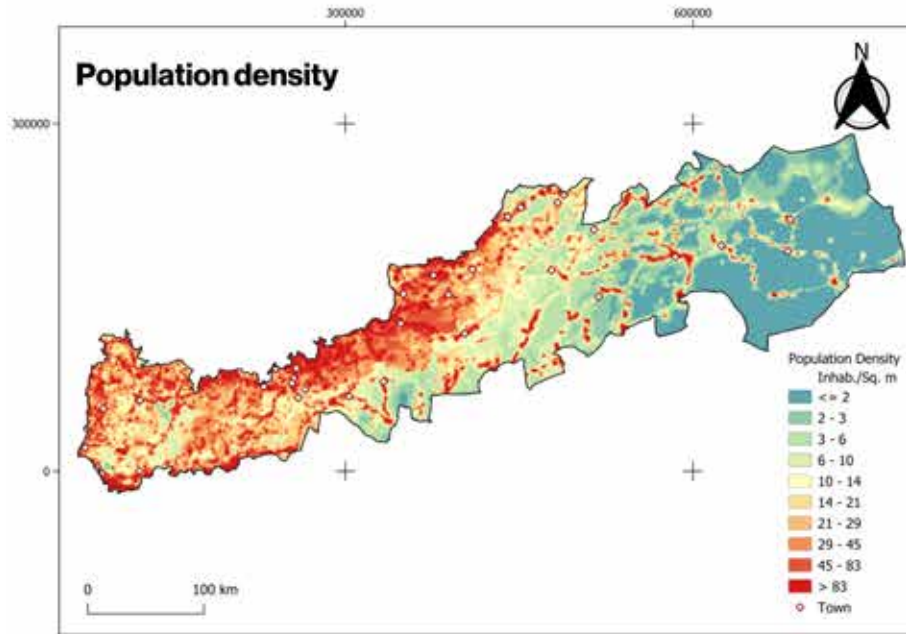 300000
600000
Population density
N
300000
0
0
100 km
Population Density
Inhab./Sq. m
<= 2
2 - 3
3 - 6
6 - 10
10 - 14
14 - 21
21 - 29
29 - 45
45 - 83
> 83
Town